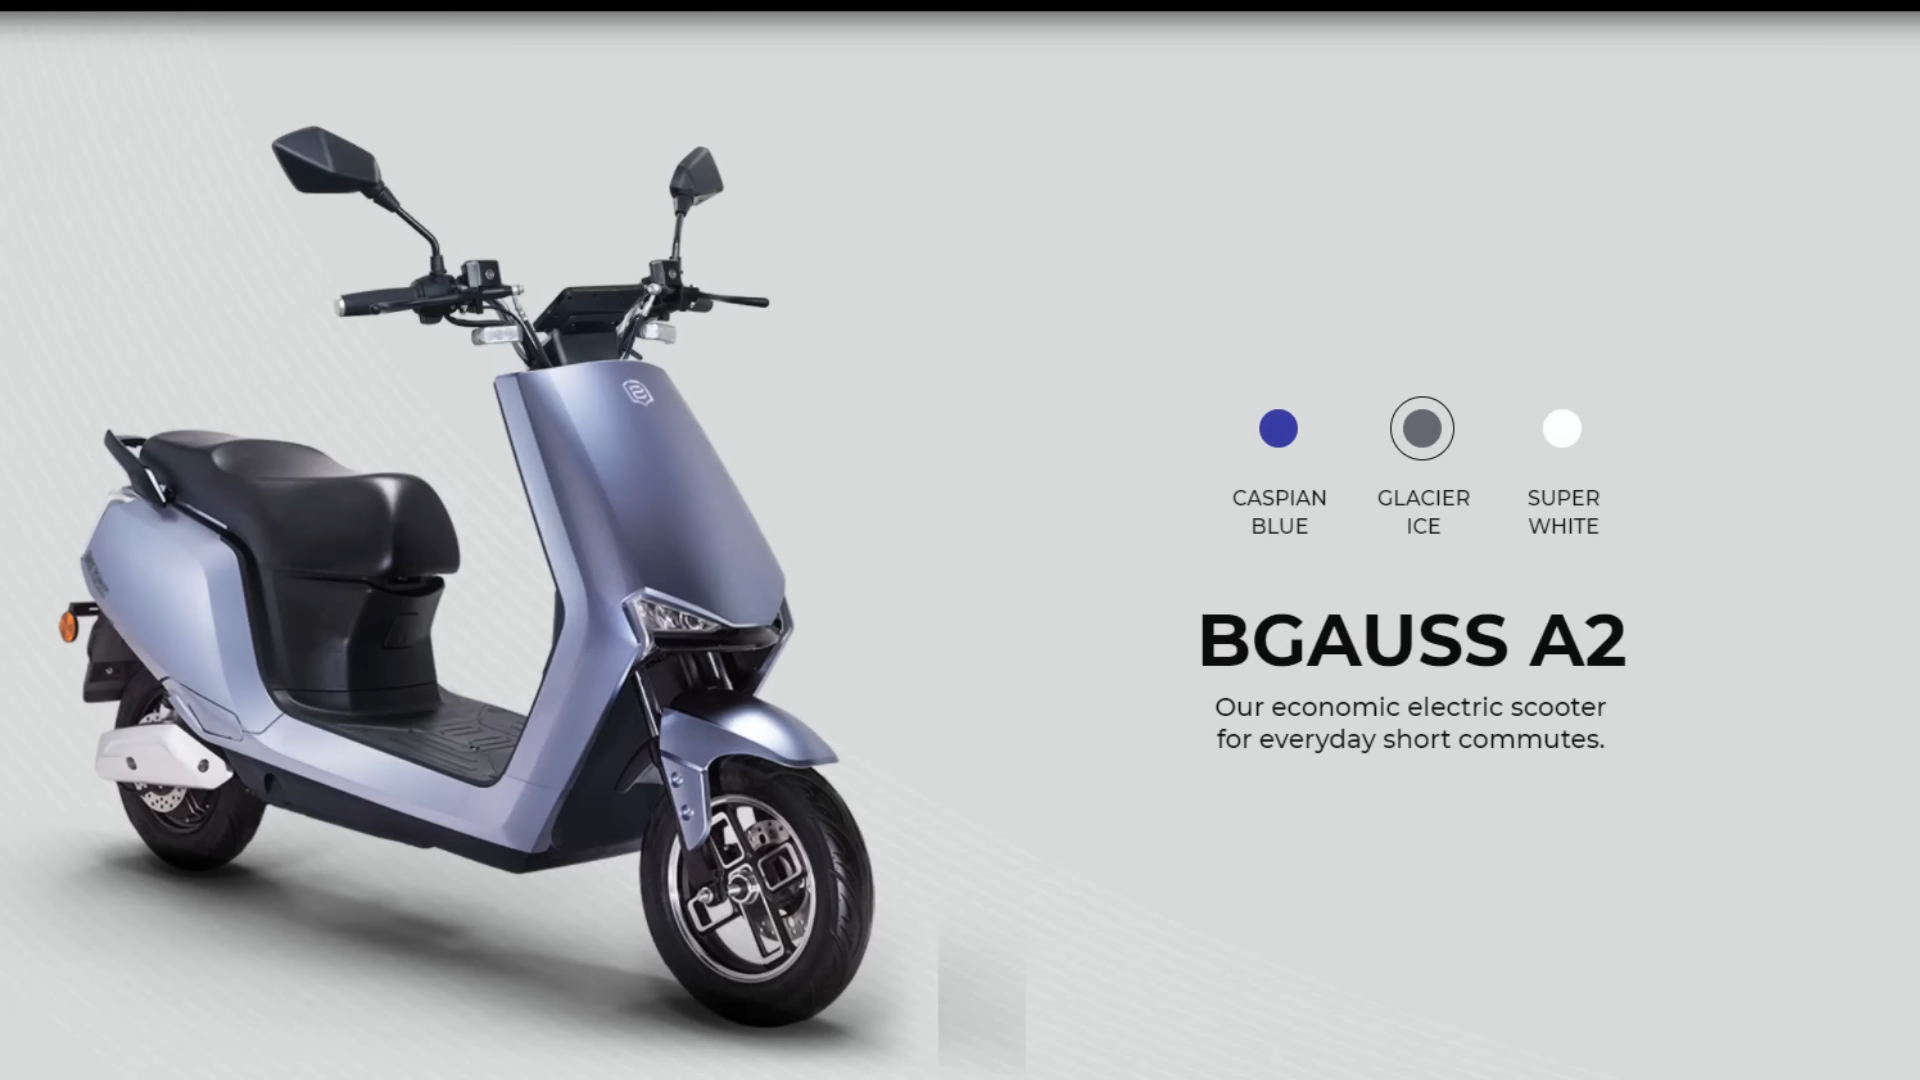 CASPIAN
BLUE
GLACIER
ICE
SUPER
WHITE
BGAUSS A2
Our economic electric scooter
for everyday short commutes.